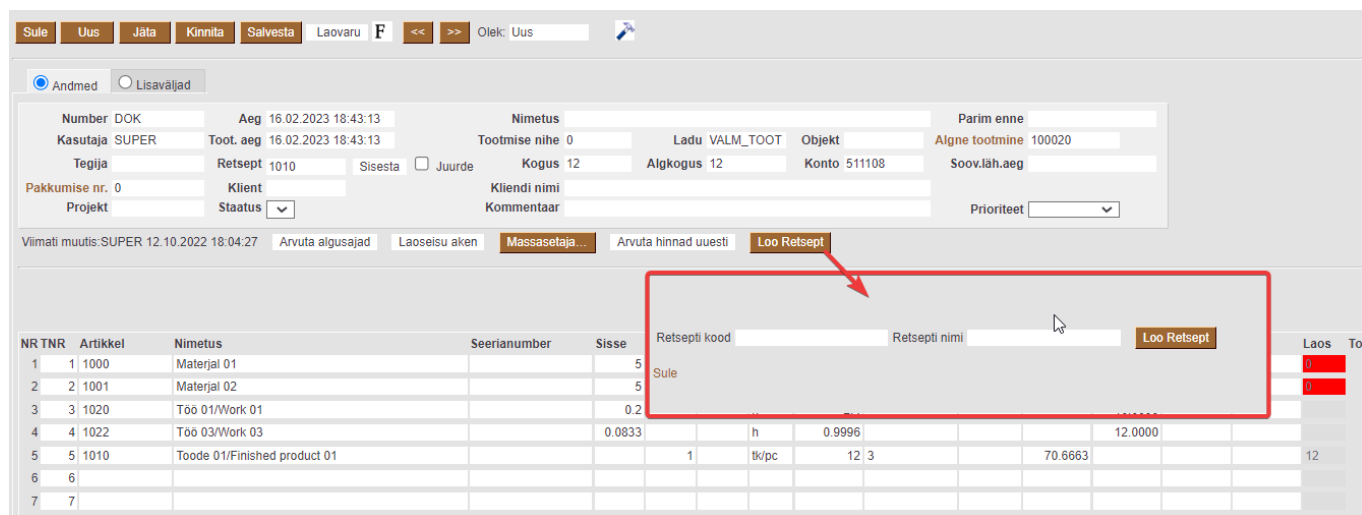 Sule Uus Jäta Kinnita Salvesta Laovaru F << >> Olek: Uus
Andmed Lisaväljad
Number DOK Aeg 16.02.2023 18:43:13 Nimetus Parim enne
Kasutaja SUPER Toot. aeg 16.02.2023 18:43:13 Tootmise nihe 0 Ladu VALM_TOOT Objekt Algne tootmine 100020
Tegija Retsept 1010 Sisesta Juurde Kogus 12 Algkogus 12 Konto 511108 Soov.läh.aeg
Pakkumise nr. 0 Klient Kliendi nimi
Projekt Staatus Kommentaar Prioriteet
Viimati muutis:SUPER 12.10.2022 18:04:27 Arvuta algusajad Laoseisu aken Massasetaja... Arvuta hinnad uuesti Loo Retsept
Retsepti kood Retsepti nimi Loo Retsept
Sule
NR TNR Artikkel Nimetus Seerianumber Sisse Laos To
1 1 1000 Materjal 01 5 0
2 2 1001 Materjal 02 5 0
3 3 1020 Töö 01/Work 01 0.2
4 4 1022 Töö 03/Work 03 0.0833 h 0.9996 12.0000
5 5 1010 Toode 01/Finished product 01 1 tk/pc 12 3 70.6663 12
6 6
7 7